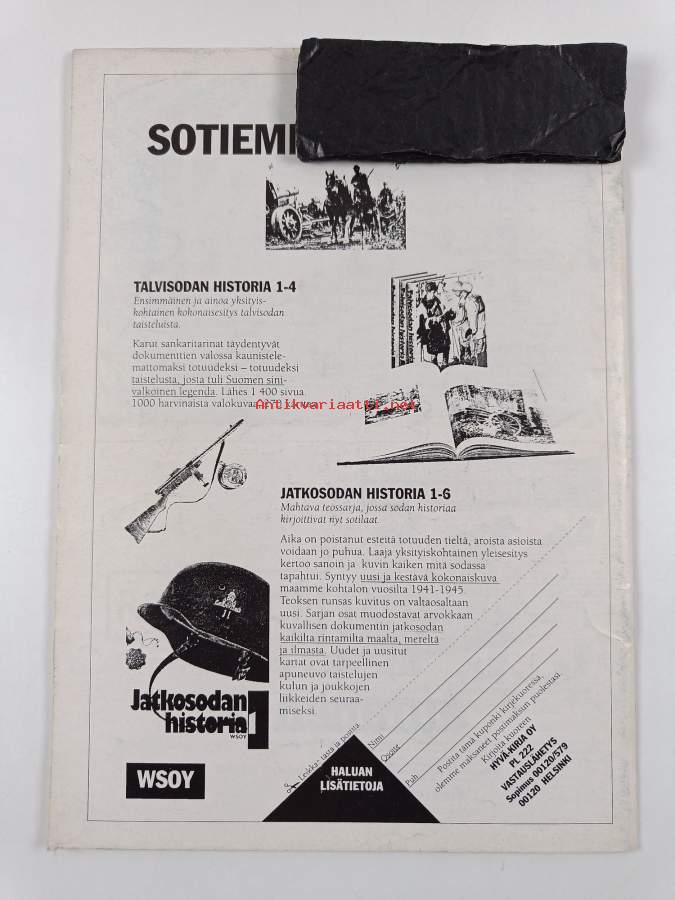 SOTIEM
TALVISODAN HISTORIA 1-4
Ensimmäinen ja ainoa yksityis-
kohtainen kokonaisesitys talvisodan
taisteluista.
Karut sankaritarinat täydentyvät
dokumenttien valossa kaunistele-
mattomaksi totuudeksi – totuudeksi
taistelusta, josta tuli Suomen sini-
valkoinen legenda. Lähes 1 400 sivua
1000 harvinaista
Antikvariaatti.net
JATKOSODAN HISTORIA 1-6
Mahtava teossarja, jossa sodan historiaa
kirjoittivat nyt sotilaat.
Aika on poistanut esteitä totuuden tieltä, aroista asioista
voidaan jo puhua. Laaja yksityiskohtainen yleisesitys
kertoo sanoin ja kuvin kaiken mitä sodassa
tapahtui. Syntyy uusi ja kestävä kokonaiskuva
maamme kohtalon vuosilta 1941-1945.
Teoksen runsas kuvitus on valtaosaltaan
uusi. Sarjan osat muodostavat arvokkaan
kuvallisen dokumentin jatkosodan
kaikilta rintamilta maalta, mereltä
ja ilmasta. Uudet ja uusitut
kartat ovat tarpeellinen
apuneuvo taistelujen
kulun ja joukkojen
liikkeiden seuraa-
miseksi.
Jatkosodan
historia 1
WSOY
WSOY
Leikkaa tästä ja postita
HALUAN
LISÄTIETOJA
Nimi
Osoite
Puh
Postita tämä kuponki kirjekuoressa,
olemme maksaneet postimaksun puolestasi.
Kirjoita kuoreen
HYVÄ-KIRJA OY
PL 222
VASTAUSLÄHETYS
Sopimus 00120/579
00120 HELSINKI